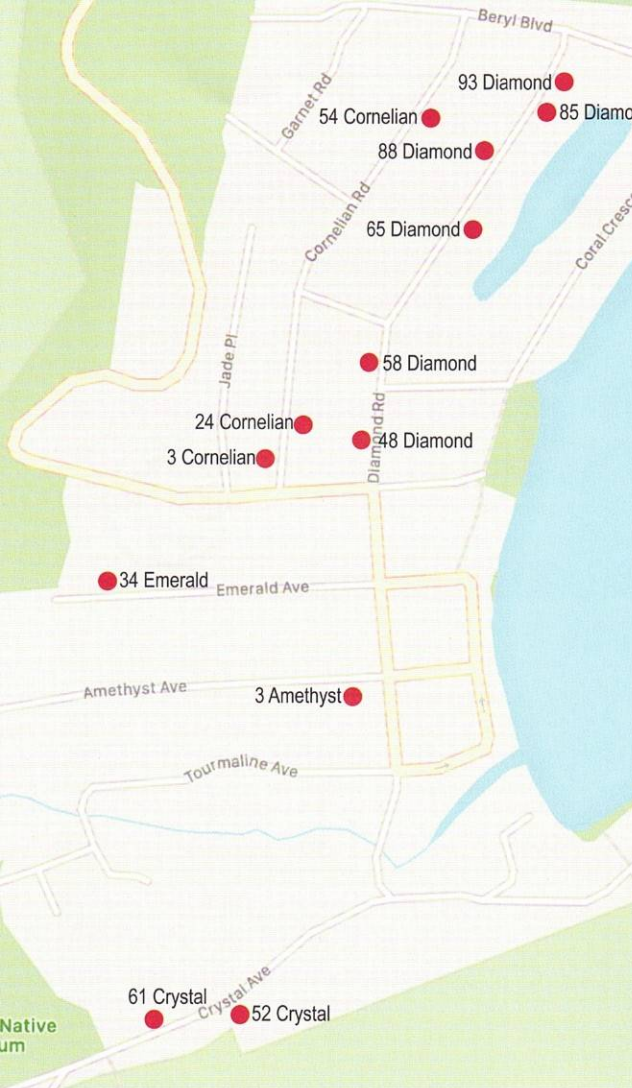 Beryl Blvd
93 Diamond
Garnet Rd
54 Cornelian
85 Diamo
88 Diamond
Cornelian Rd
65 Diamond
Coral Cresc
Jade Pl
58 Diamond
24 Cornelian
Diamond Rd
48 Diamond
3 Cornelian
34 Emerald
Emerald Ave
Amethyst Ave
3 Amethyst
Tourmaline Ave
61 Crystal
Crystal Ave
52 Crystal
Native
um